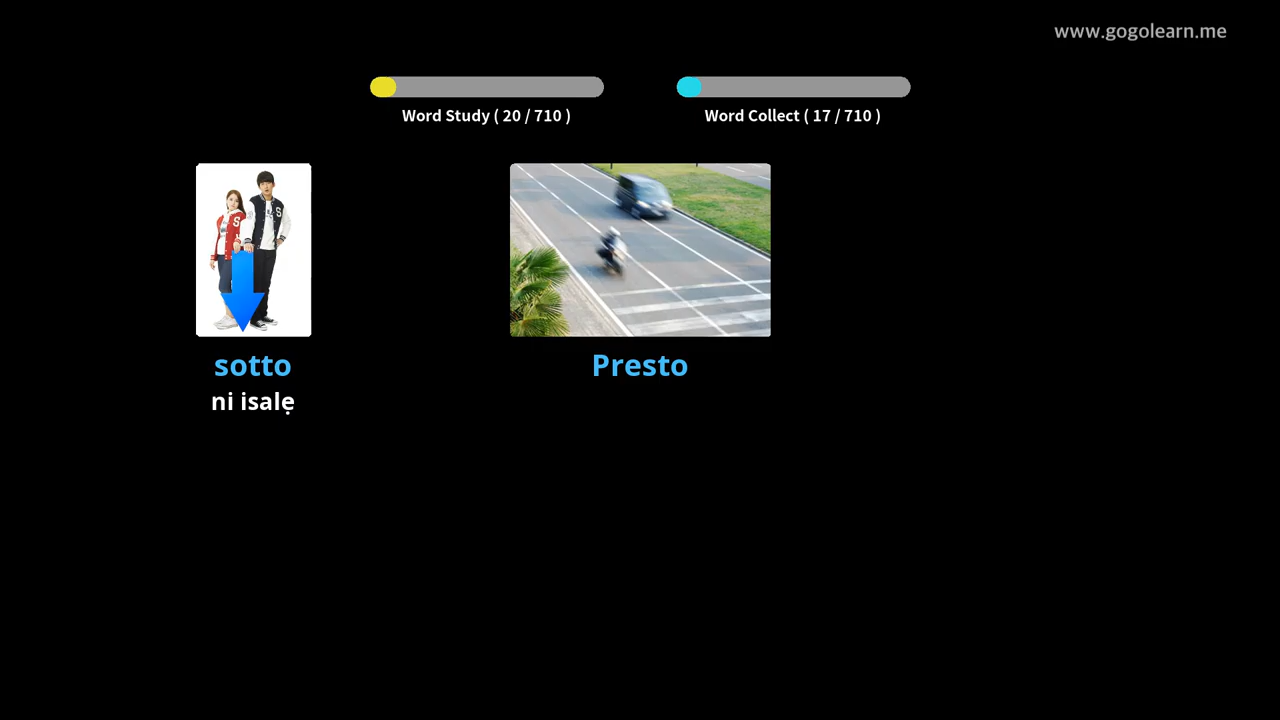 www.gogolearn.me
Word Study ( 20 / 710 )
Word Collect ( 17 / 710 )
sotto
ni isalẹ
Presto